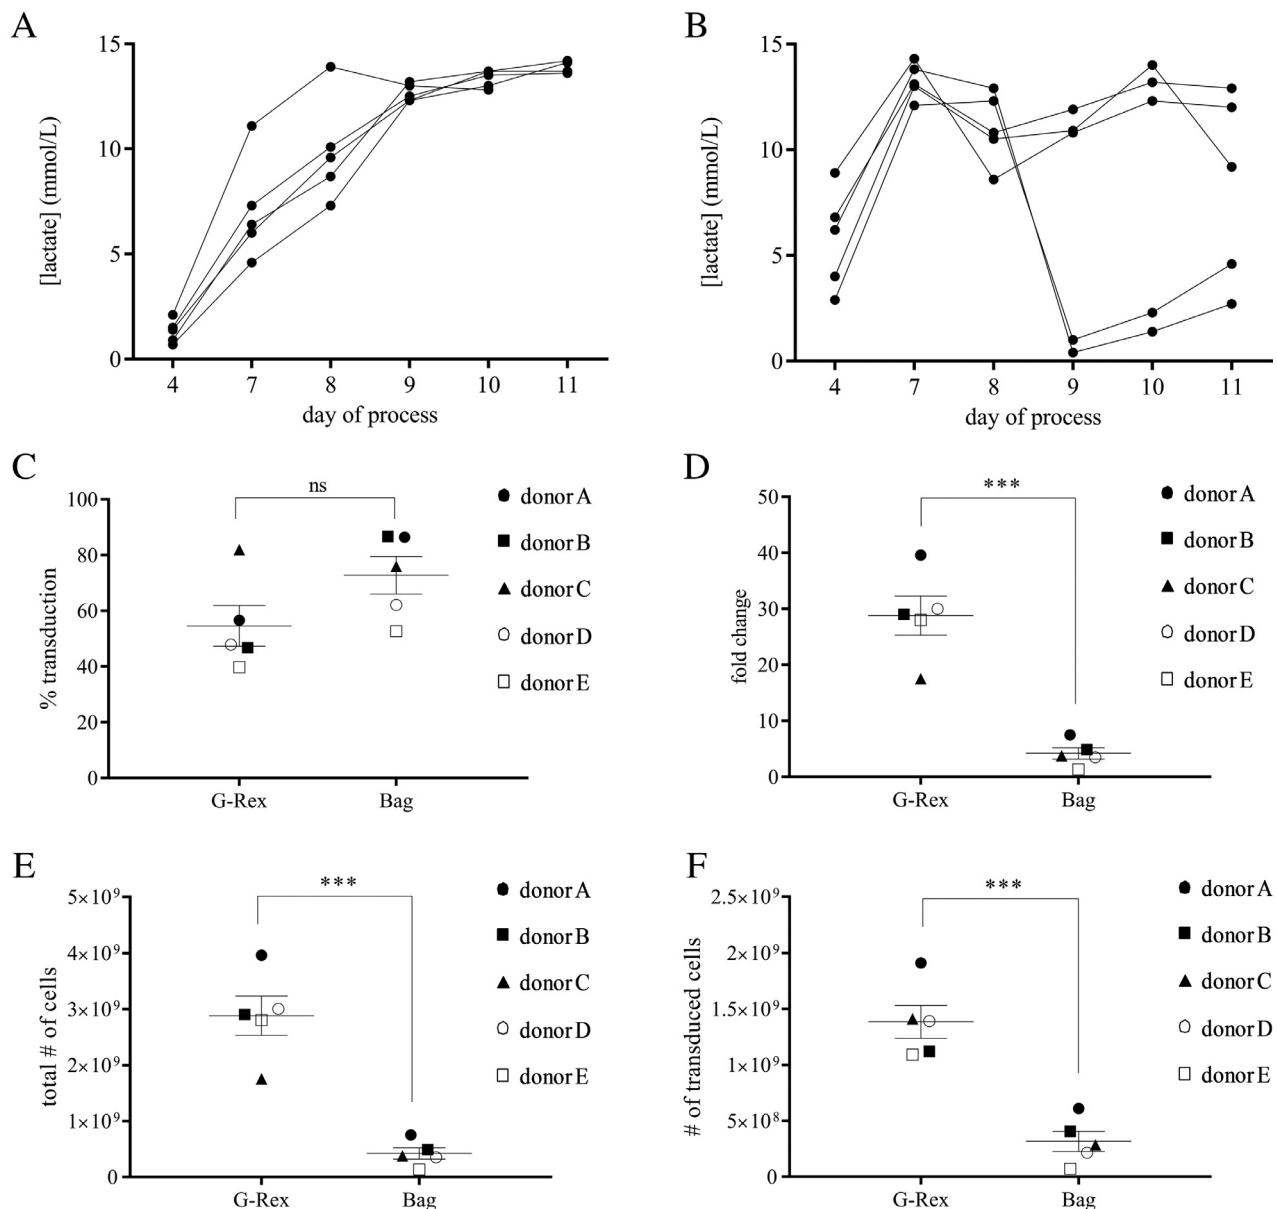 A
15
10
5
0
[lactate] (mmol/L)
4 7 8 9 10 11
day of process
B
15
10
5
0
[lactate] (mmol/L)
4 7 8 9 10 11
day of process
C
100
80
60
40
20
0
% transduction
ns
G-Rex Bag
donor A
donor B
donor C
donor D
donor E
D
50
40
30
20
10
0
fold change
***
G-Rex Bag
donor A
donor B
donor C
donor D
donor E
E
5×10⁹
4×10⁹
3×10⁹
2×10⁹
1×10⁹
0
total # of cells
***
G-Rex Bag
donor A
donor B
donor C
donor D
donor E
F
2.5×10⁹
2×10⁹
1.5×10⁹
1×10⁹
5×10⁸
0
# of transduced cells
***
G-Rex Bag
donor A
donor B
donor C
donor D
donor E